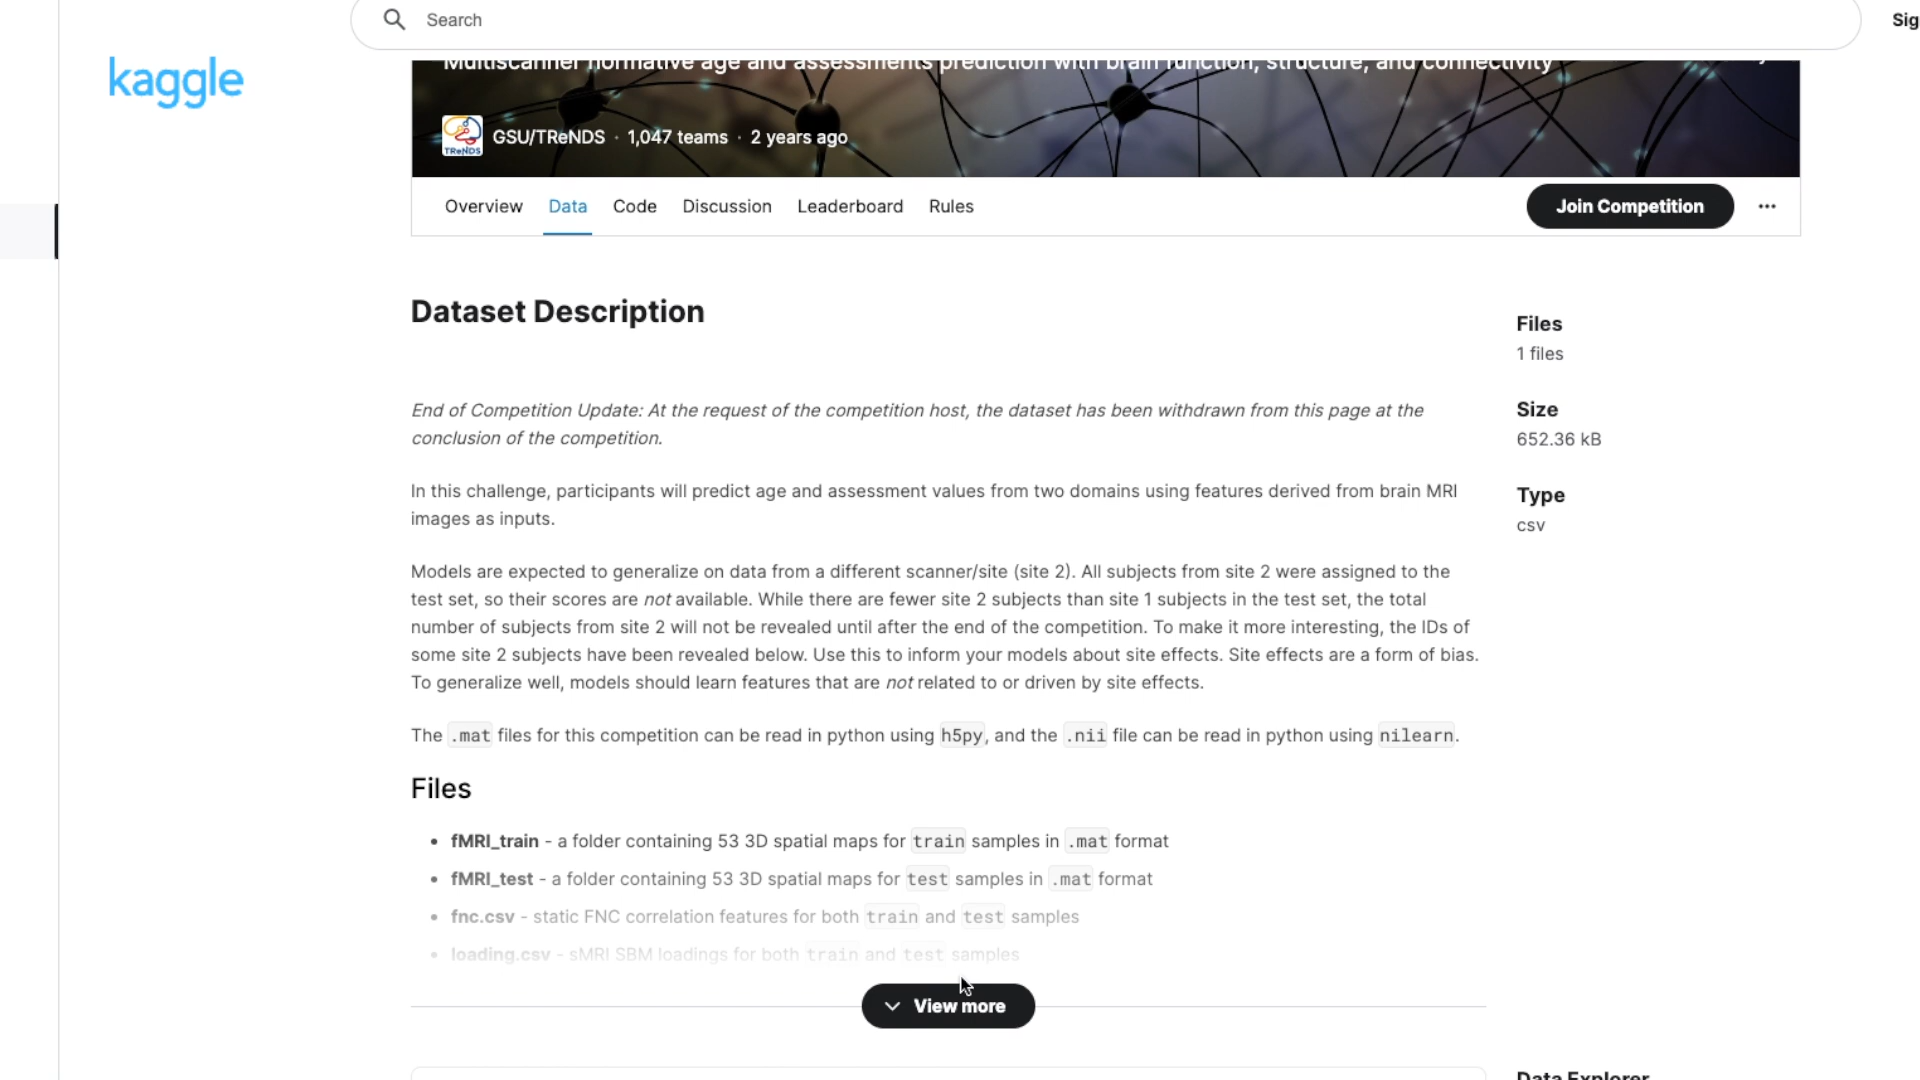 Search
Sig
kaggle
Multiscanner normative age and assessments prediction with brain function, structure, and connectivity
TReNDS
GSU/TReNDS · 1,047 teams · 2 years ago
Overview Data Code Discussion Leaderboard Rules
Join Competition
Dataset Description
End of Competition Update: At the request of the competition host, the dataset has been withdrawn from this page at the
conclusion of the competition.
In this challenge, participants will predict age and assessment values from two domains using features derived from brain MRI
images as inputs.
Models are expected to generalize on data from a different scanner/site (site 2). All subjects from site 2 were assigned to the
test set, so their scores are not available. While there are fewer site 2 subjects than site 1 subjects in the test set, the total
number of subjects from site 2 will not be revealed until after the end of the competition. To make it more interesting, the IDs of
some site 2 subjects have been revealed below. Use this to inform your models about site effects. Site effects are a form of bias.
To generalize well, models should learn features that are not related to or driven by site effects.
The .mat files for this competition can be read in python using h5py, and the .nii file can be read in python using nilearn.
Files
• fMRI_train - a folder containing 53 3D spatial maps for train samples in .mat format
• fMRI_test - a folder containing 53 3D spatial maps for test samples in .mat format
• fnc.csv - static FNC correlation features for both train and test samples
• loading.csv - sMRI SBM loadings for both train and test samples
View more
Files
1 files
Size
652.36 kB
Type
csv
Data Explorer